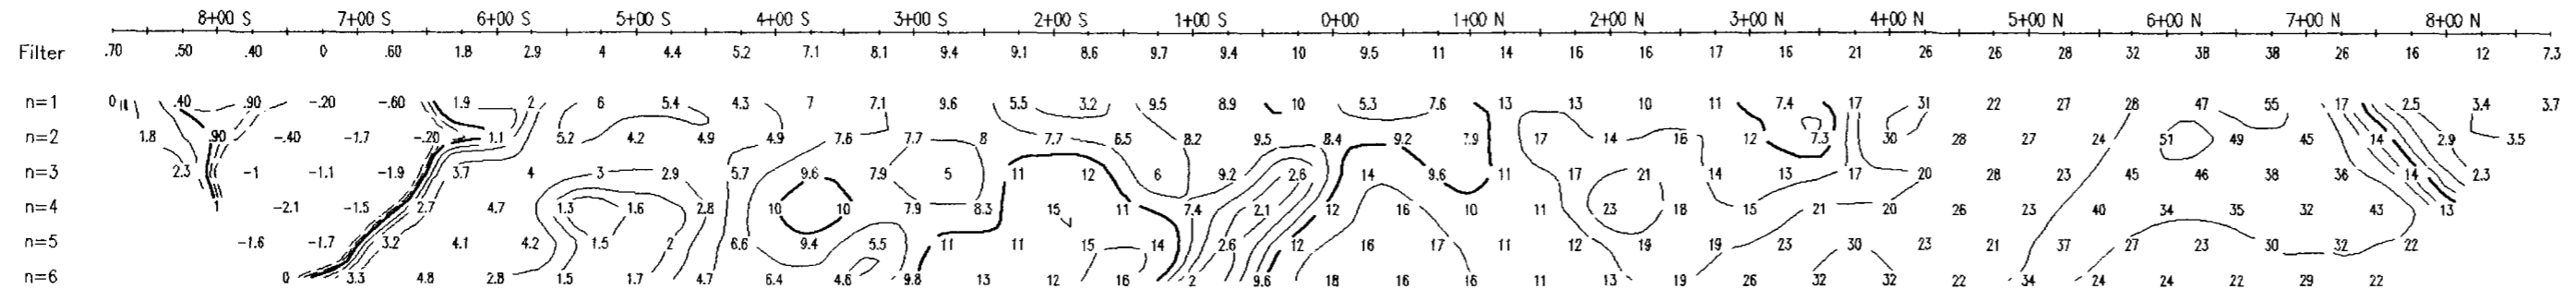 8+00 S 7+00 S 6+00 S 5+00 S 4+00 S 3+00 S 2+00 S 1+00 S 0+00 1+00 N 2+00 N 3+00 N 4+00 N 5+00 N 6+00 N 7+00 N 8+00 N
Filter .70 .50 .40 0 .60 1.8 2.9 4 4.4 5.2 7.1 8.1 9.4 9.1 8.6 9.7 9.4 10 9.5 11 14 16 16 17 16 21 26 26 28 32 38 38 26 16 12 7.3
n=1 0 .40 .90 -.20 -.60 1.9 2 6 5.4 4.3 7 7.1 9.6 5.5 3.2 9.5 8.9 10 5.3 7.6 13 13 10 11 7.4 17 31 22 27 28 47 55 17 2.5 3.4 3.7
n=2 1.8 .90 -.40 -1.7 -.20 1.1 5.2 4.2 4.9 4.9 7.6 7.7 8 7.7 6.5 8.2 9.5 8.4 9.2 7.9 17 14 16 12 7.3 30 28 27 24 51 49 45 14 2.9 3.5
n=3 2.3 -1 -1.1 -1.9 3.7 4 3 2.9 5.7 9.6 7.9 5 11 12 6 9.2 2.6 14 9.6 11 17 21 14 13 17 20 28 23 45 46 38 36 14 2.3
n=4 1 -2.1 -1.5 2.7 4.7 1.3 1.6 2.8 10 10 7.9 8.3 15 11 7.4 2.1 12 16 10 11 23 18 15 21 20 26 23 40 34 35 32 43 13
n=5 -1.6 -1.7 3.2 4.1 4.2 1.5 2 6.6 9.4 5.5 11 11 15 14 2.6 12 16 17 11 12 19 19 23 30 23 21 37 27 23 30 32 22
n=6 0 3.3 4.8 2.8 1.5 1.7 4.7 6.4 4.6 9.8 13 12 16 2 9.6 18 16 16 11 13 19 26 32 32 22 34 24 24 22 29 22